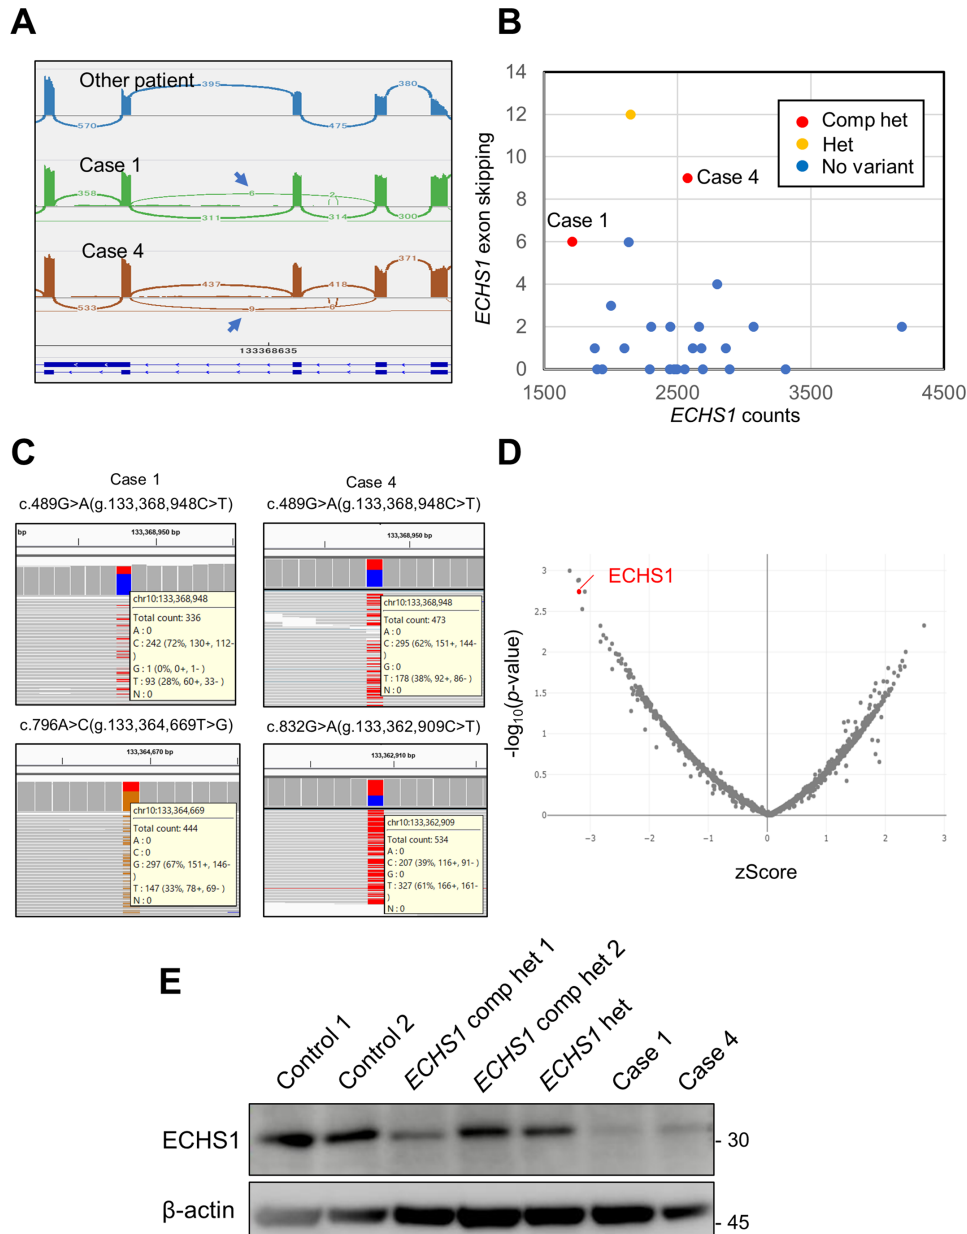 A
Other patient
395
380
570
475
Case 1
358
6
2
311
314
300
Case 4
437
418
371
533
9
6
133368635
B
14
12
10
8
6
4
2
0
ECHS1 exon skipping
Comp het
Het
No variant
Case 4
Case 1
1500
2500
3500
4500
ECHS1 counts
C
Case 1
c.489G>A(g.133,368,948C>T)
bp
133,368,950 bp
chr10:133,368,948
Total count: 336
A : 0
C : 242 (72%, 130+, 112-
)
G : 1 (0%, 0+, 1- )
T : 93 (28%, 60+, 33- )
N : 0
Case 4
c.489G>A(g.133,368,948C>T)
133,368,950 bp
chr10:133,368,948
Total count: 473
A : 0
C : 295 (62%, 151+, 144-
)
G : 0
T : 178 (38%, 92+, 86- )
N : 0
c.796A>C(g.133,364,669T>G)
133,364,670 bp
chr10:133,364,669
Total count: 444
A : 0
C : 0
G : 297 (67%, 151+, 146-
)
T : 147 (33%, 78+, 69- )
N : 0
c.832G>A(g.133,362,909C>T)
133,362,910 bp
chr10:133,362,909
Total count: 534
A : 0
C : 207 (39%, 116+, 91- )
G : 0
T : 327 (61%, 166+, 161-
)
N : 0
D
ECHS1
3
2.5
2
1.5
1
0.5
0
-log10(p-value)
−3
−2
−1
0
1
2
3
zScore
E
Control 1
Control 2
ECHS1 comp het 1
ECHS1 comp het 2
ECHS1 het
Case 1
Case 4
ECHS1
- 30
β-actin
- 45